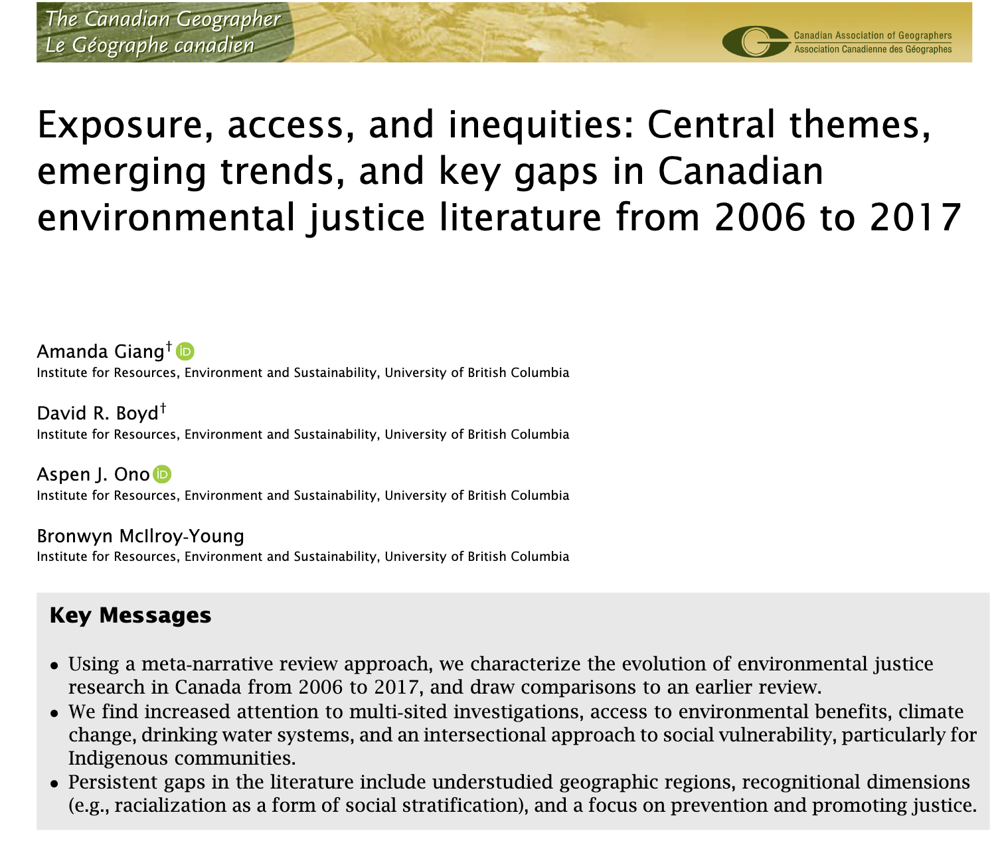 The Canadian Geographer
Le Géographe canadien
Canadian Association of Geographers
Association Canadienne des Géographes
Exposure, access, and inequities: Central themes,
emerging trends, and key gaps in Canadian
environmental justice literature from 2006 to 2017
Amanda Giang† iD
Institute for Resources, Environment and Sustainability, University of British Columbia
David R. Boyd†
Institute for Resources, Environment and Sustainability, University of British Columbia
Aspen J. Ono iD
Institute for Resources, Environment and Sustainability, University of British Columbia
Bronwyn McIlroy-Young
Institute for Resources, Environment and Sustainability, University of British Columbia
Key Messages
• Using a meta-narrative review approach, we characterize the evolution of environmental justice
research in Canada from 2006 to 2017, and draw comparisons to an earlier review.
• We find increased attention to multi-sited investigations, access to environmental benefits, climate
change, drinking water systems, and an intersectional approach to social vulnerability, particularly for
Indigenous communities.
• Persistent gaps in the literature include understudied geographic regions, recognitional dimensions
(e.g., racialization as a form of social stratification), and a focus on prevention and promoting justice.